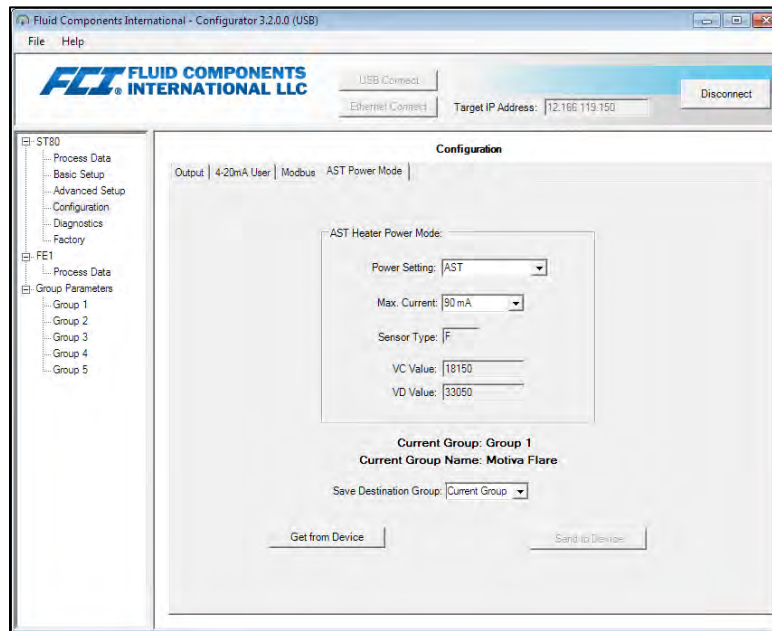 Fluid Components International - Configurator 3.2.0.0 (USB)
File Help
FCI. FLUID COMPONENTS
INTERNATIONAL LLC
USB Connect
Ethernet Connect
Target IP Address: 12.166.119.150
Disconnect
ST80
Process Data
Basic Setup
Advanced Setup
Configuration
Diagnostics
Factory
FE1
Process Data
Group Parameters
Group 1
Group 2
Group 3
Group 4
Group 5
Configuration
Output 4-20mA User Modbus AST Power Mode
AST Heater Power Mode:
Power Setting: AST
Max. Current: 90 mA
Sensor Type: F
VC Value: 18150
VD Value: 33050
Current Group: Group 1
Current Group Name: Motiva Flare
Save Destination Group: Current Group
Get from Device
Send to Device